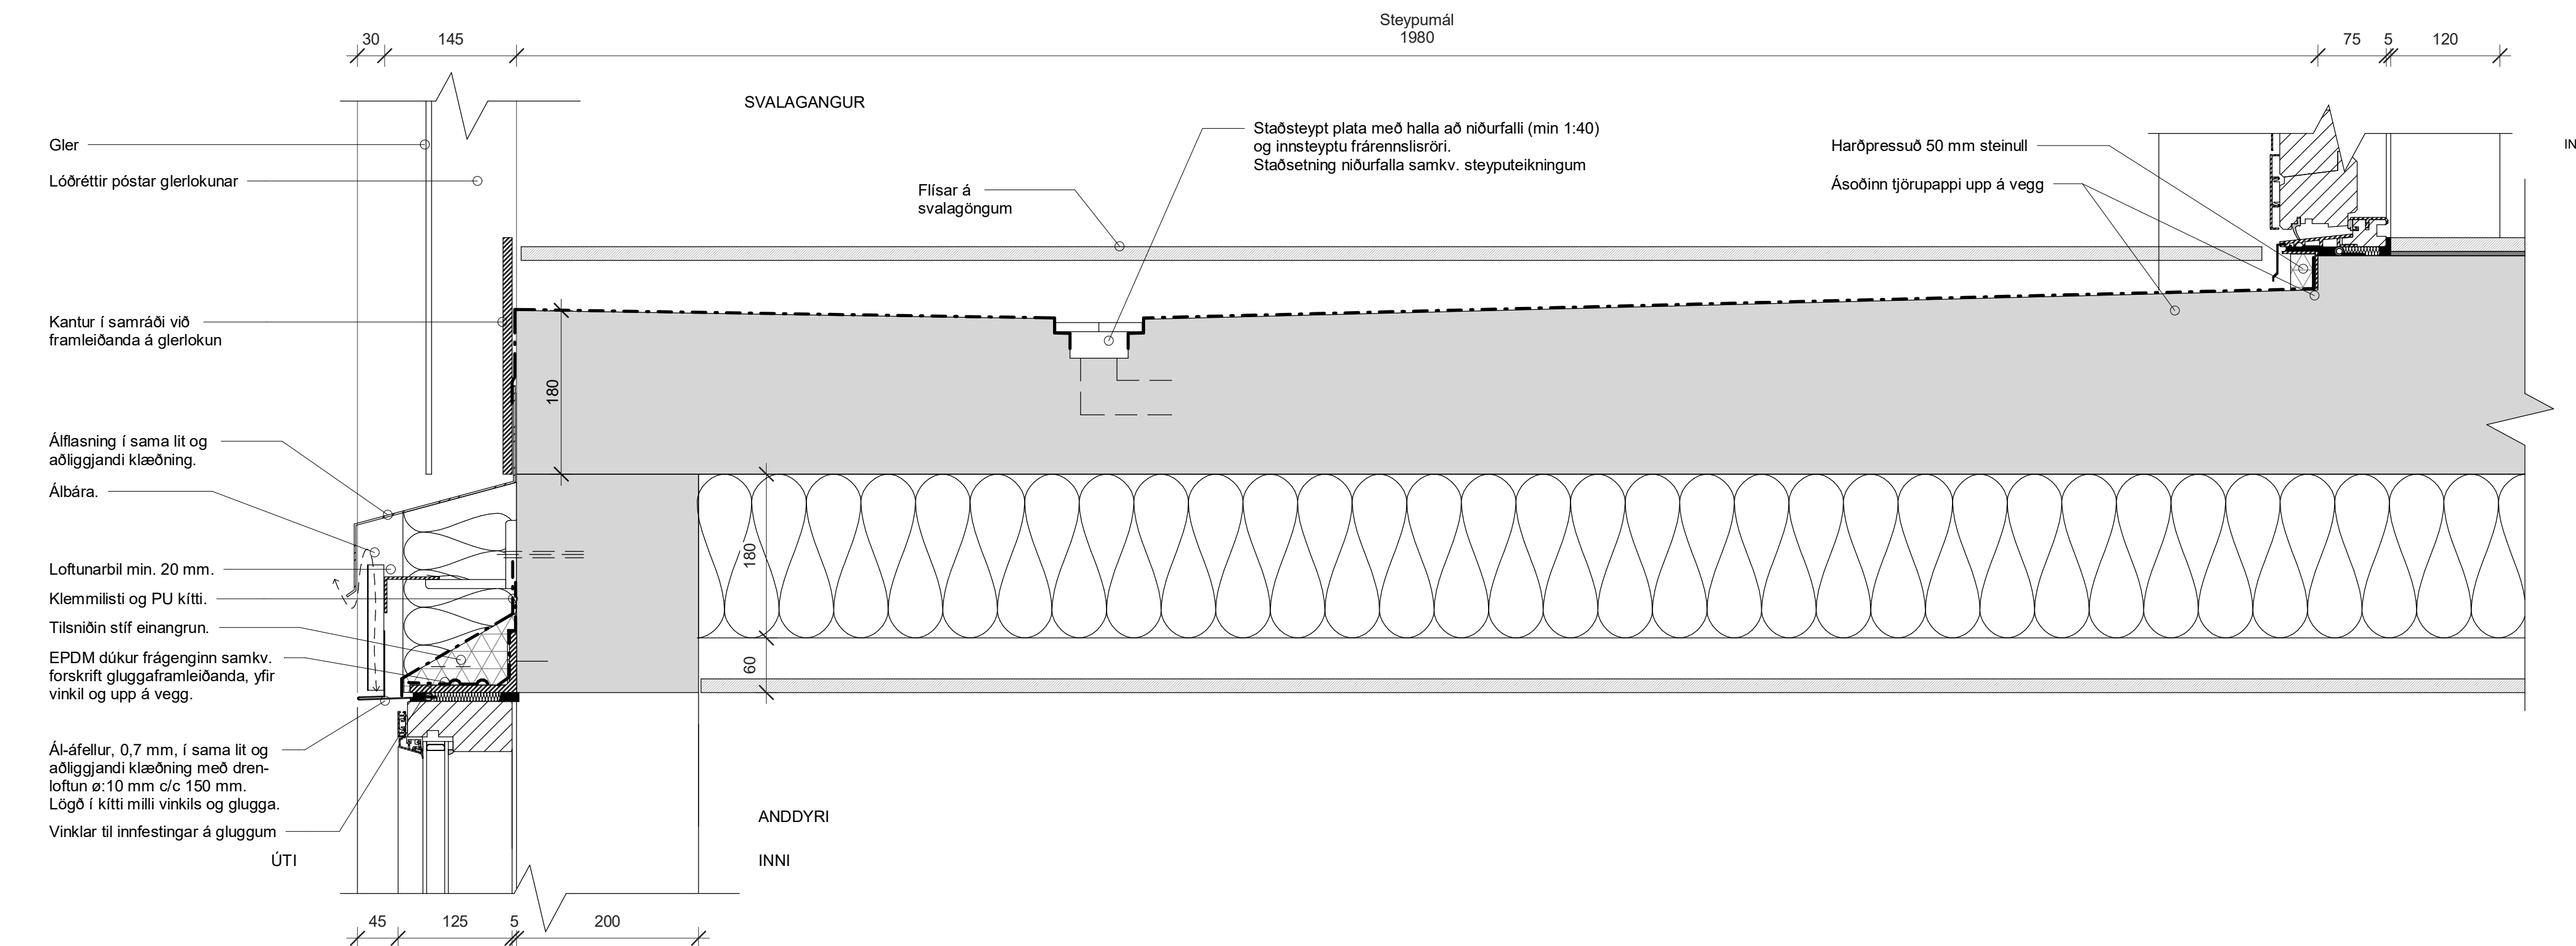 Steypumál
30
145
1980
75
5
120
SVALAGANGUR
Gler
Lóðréttir póstar glerlokunar
Staðsteypt plata með halla að niðurfalli (min 1:40)
og innsteyptu frárennslisröri.
Staðsetning niðurfalla samkv. steyputeikningum
Harðpressuð 50 mm steinull
IN
Flísar á
svalagöngum
Ásoðinn tjörupappi upp á vegg
Kantur í samráði við
framleiðanda á glerlokun
180
Álflasning í sama lit og
aðliggjandi klæðning.
Álbára.
Loftunarbil min. 20 mm.
180
Klemmilisti og PU kítti.
Tilsniðin stíf einangrun.
EPDM dúkur frágenginn samkv.
forskrift gluggaframleiðanda, yfir
vinkil og upp á vegg.
60
Ál-áfellur, 0,7 mm, í sama lit og
aðliggjandi klæðning með dren-
loftun ø:10 mm c/c 150 mm.
Lögð í kítti milli vinkils og glugga.
Vinklar til innfestingar á gluggum
ANDDYRI
ÚTI
INNI
45
125
5
200